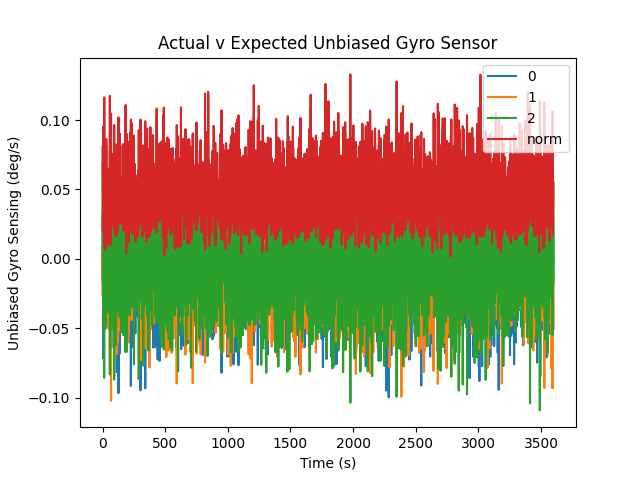 Actual v Expected Unbiased Gyro Sensor
Unbiased Gyro Sensing (deg/s)
0.10
0.05
0.00
−0.05
−0.10
0
1
2
norm
0 500 1000 1500 2000 2500 3000 3500
Time (s)